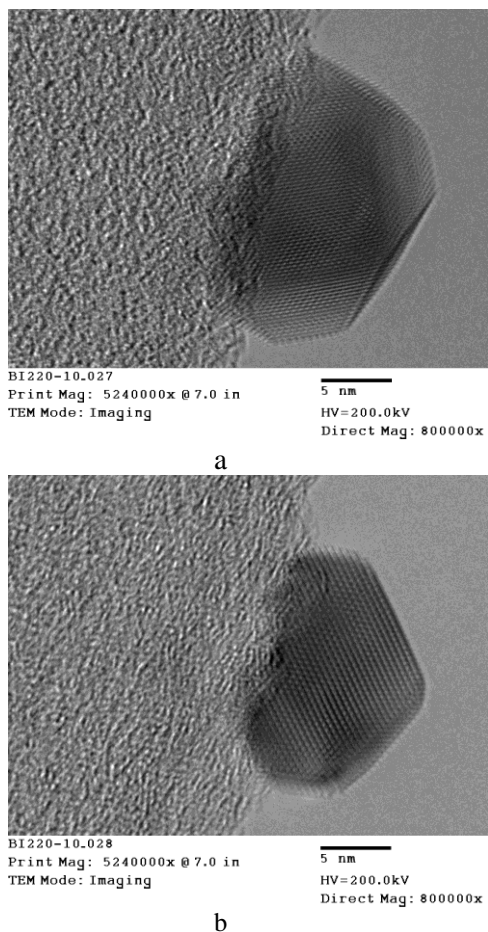 BI220-10.027
Print Mag: 5240000x @ 7.0 in
TEM Mode: Imaging
5 nm
HV=200.0kV
Direct Mag: 800000x
a
BI220-10.028
Print Mag: 5240000x @ 7.0 in
TEM Mode: Imaging
5 nm
HV=200.0kV
Direct Mag: 800000x
b